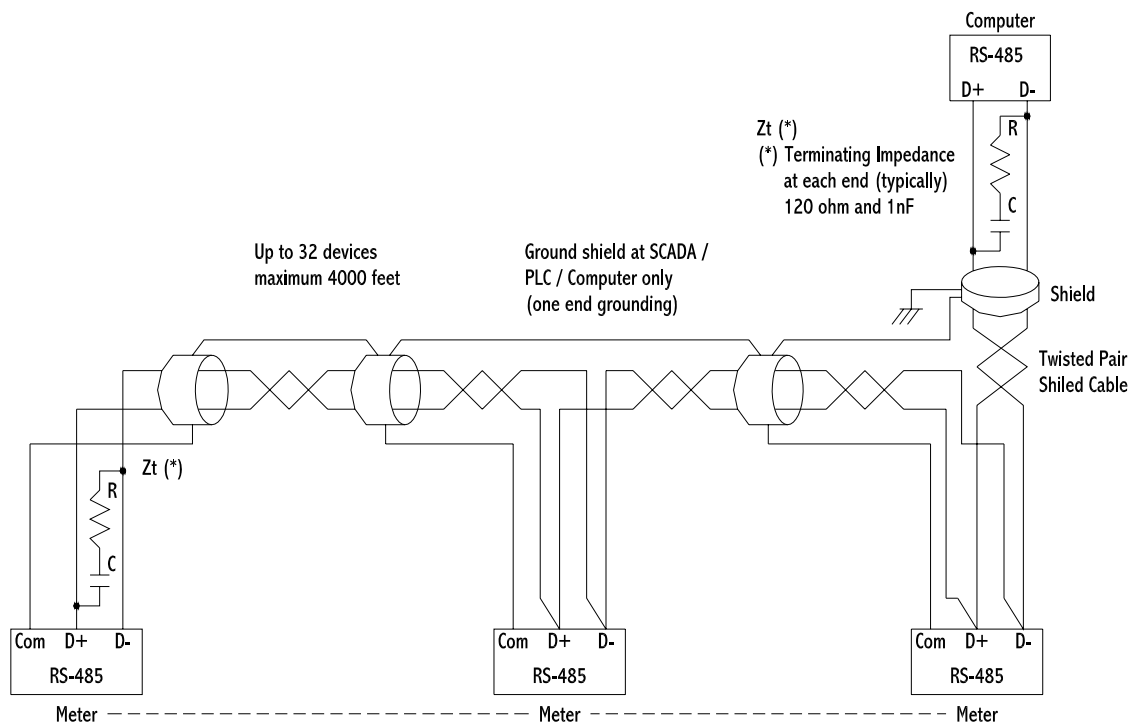 Computer
RS-485
D+ D-
R
C
Zt (*)
(*) Terminating Impedance
at each end (typically)
120 ohm and 1nF
Up to 32 devices
maximum 4000 feet
Ground shield at SCADA /
PLC / Computer only
(one end grounding)
Shield
Twisted Pair
Shiled Cable
Zt (*)
R
C
Com D+ D-
RS-485
Meter
Com D+ D-
RS-485
Meter
Com D+ D-
RS-485
Meter